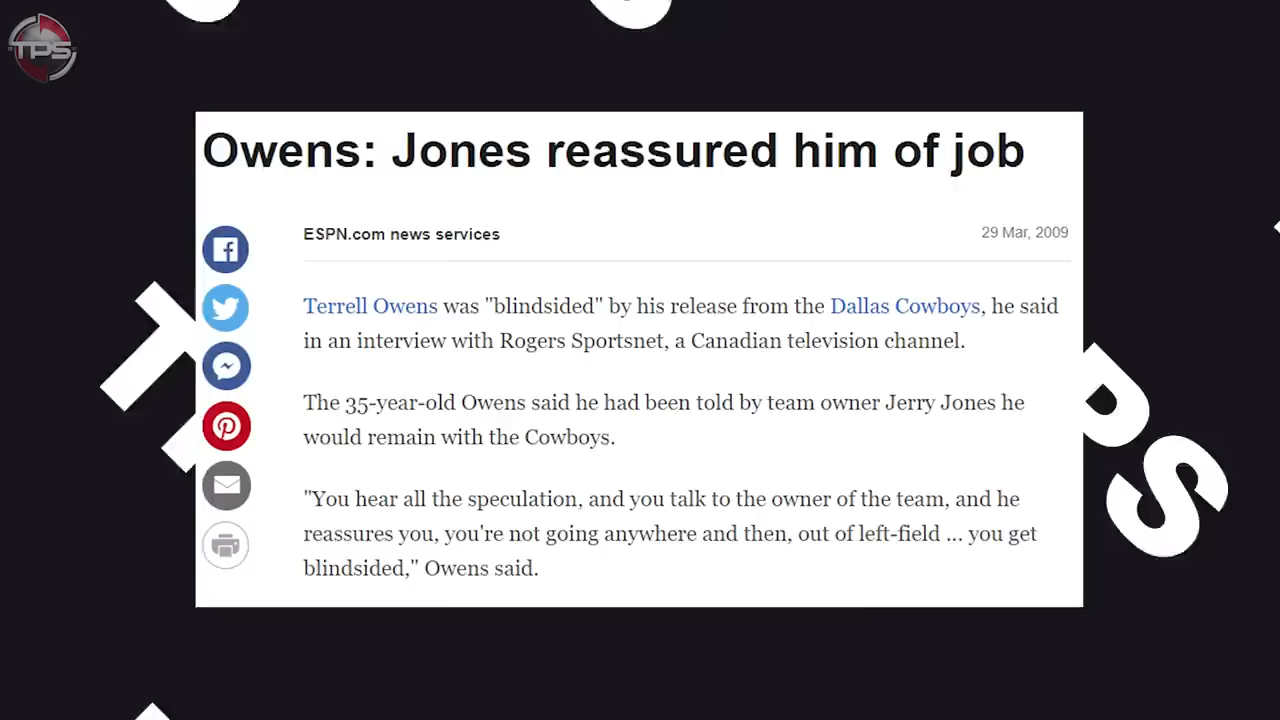 TPS
Owens: Jones reassured him of job
ESPN.com news services
29 Mar, 2009
Terrell Owens was "blindsided" by his release from the Dallas Cowboys, he said
in an interview with Rogers Sportsnet, a Canadian television channel.
The 35-year-old Owens said he had been told by team owner Jerry Jones he
would remain with the Cowboys.
"You hear all the speculation, and you talk to the owner of the team, and he
reassures you, you're not going anywhere and then, out of left-field ... you get
blindsided," Owens said.
T
PS